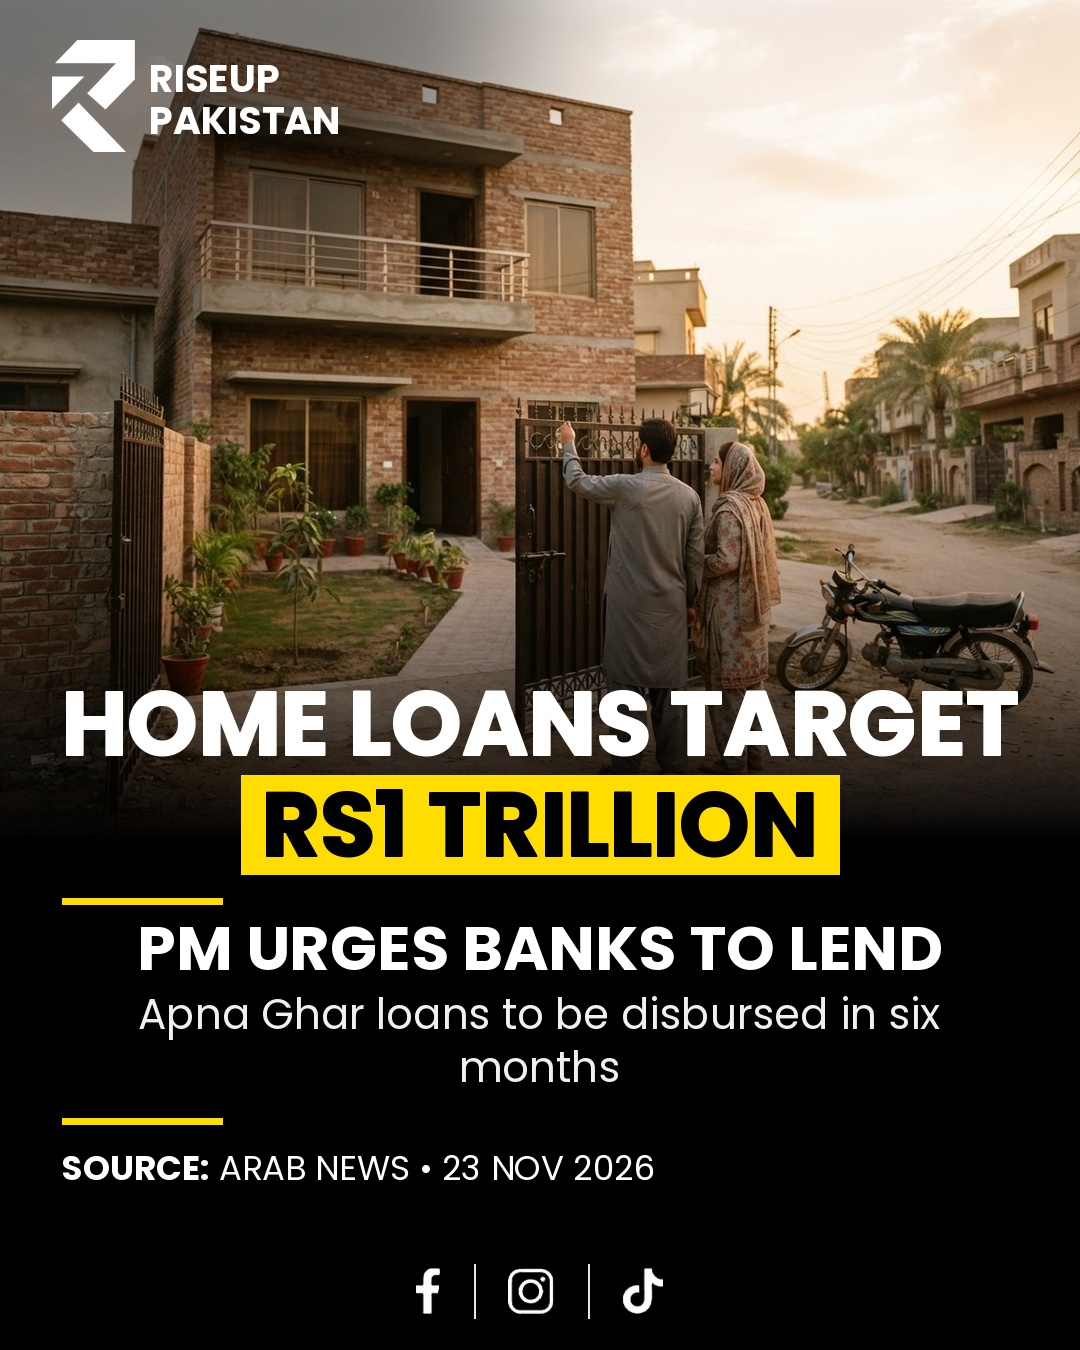 RISEUP
PAKISTAN
HOME LOANS TARGET
RS1 TRILLION
PM URGES BANKS TO LEND
Apna Ghar loans to be disbursed in six
months
SOURCE: ARAB NEWS • 23 NOV 2026